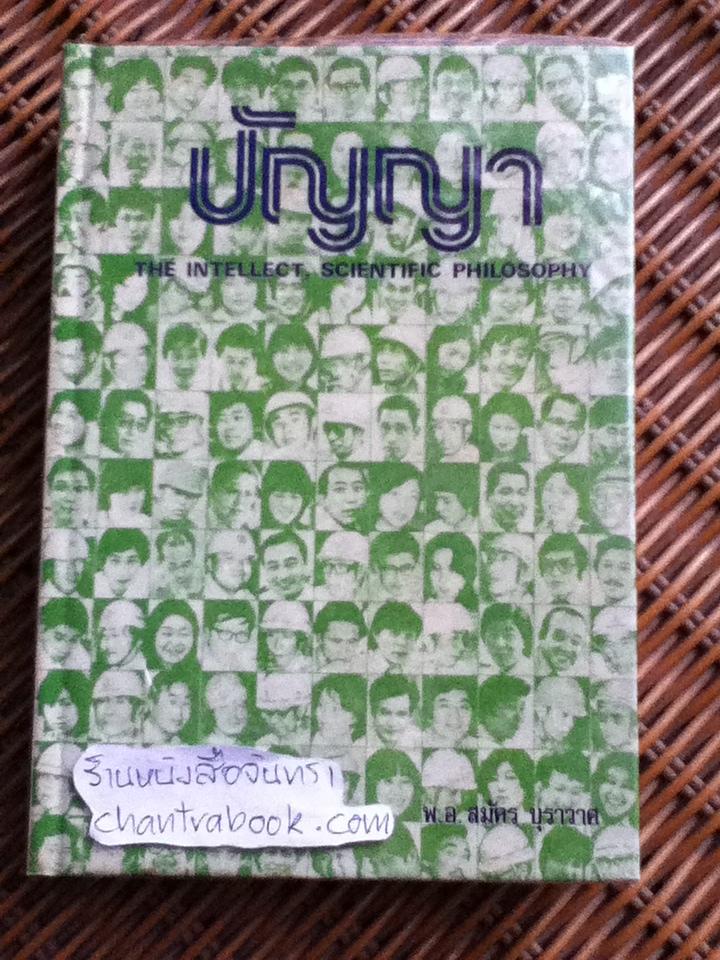 ปัญญา
THE INTELLECT, SCIENTIFIC PHILOSOPHY
ร้านหนังสือจันทรา
chantrabook.com
พ.อ. สมัคร บุราวาศ